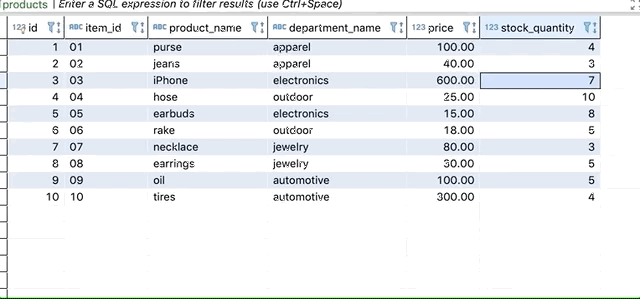 products Enter a SQL expression to filter results (use Ctrl+Space)
123 id ABC item_id ABC product_name ABC department_name 123 price 123 stock_quantity
1 01 purse apparel 100.00 4
2 02 jeans apparel 40.00 3
3 03 iPhone electronics 600.00 7
4 04 hose outdoor 25.00 10
5 05 earbuds electronics 15.00 8
6 06 rake outdoor 18.00 5
7 07 necklace jewelry 80.00 3
8 08 earrings jewelry 30.00 5
9 09 oil automotive 100.00 5
10 10 tires automotive 300.00 4